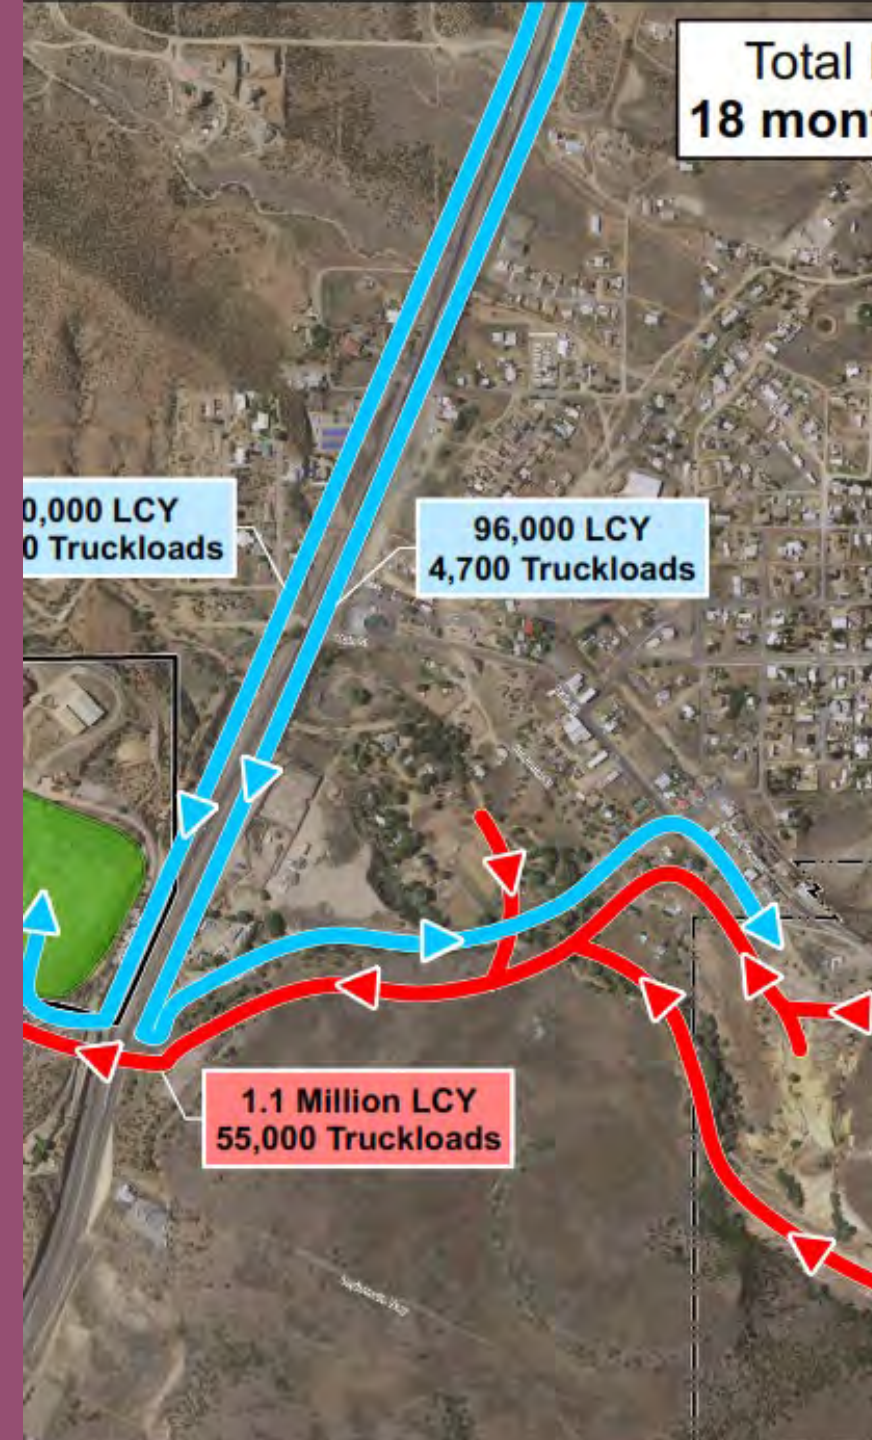 Total
18 mon
0,000 LCY
0 Truckloads
96,000 LCY
4,700 Truckloads
1.1 Million LCY
55,000 Truckloads